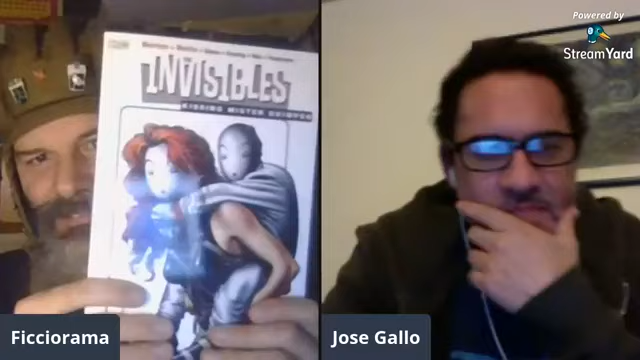 Powered by
StreamYard
INVISIBLES
KISSING MISTER QUIMPER
Ficciorama
Jose Gallo